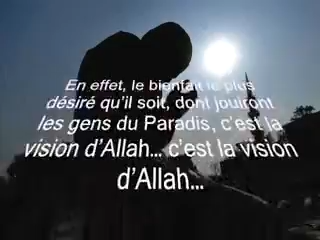 En effet, le bienfait le plus
désiré qu'il soit, dont jouiront
les gens du Paradis, c'est la
vision d'Allah... c'est la vision
d'Allah...